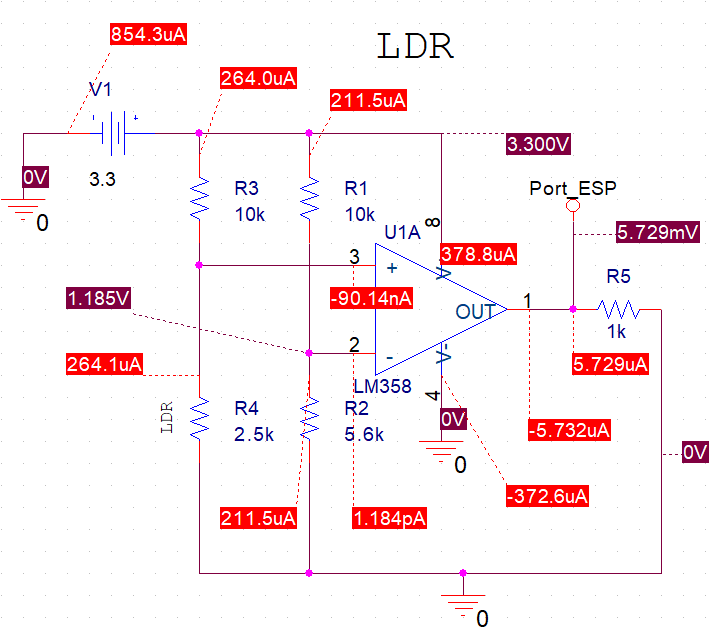 LDR
854.3uA
V1
264.0uA
211.5uA
3.300V
0V
3.3
0
R3
10k
R1
10k
Port_ESP
5.729mV
U1A
8
378.8uA
3
+
V+
-90.14nA
1.185V
OUT
1
R5
1k
2
-
V-
264.1uA
5.729uA
LM358
4
LDR
R4
2.5k
R2
5.6k
0V
0
-5.732uA
0V
-372.6uA
211.5uA
1.184pA
0